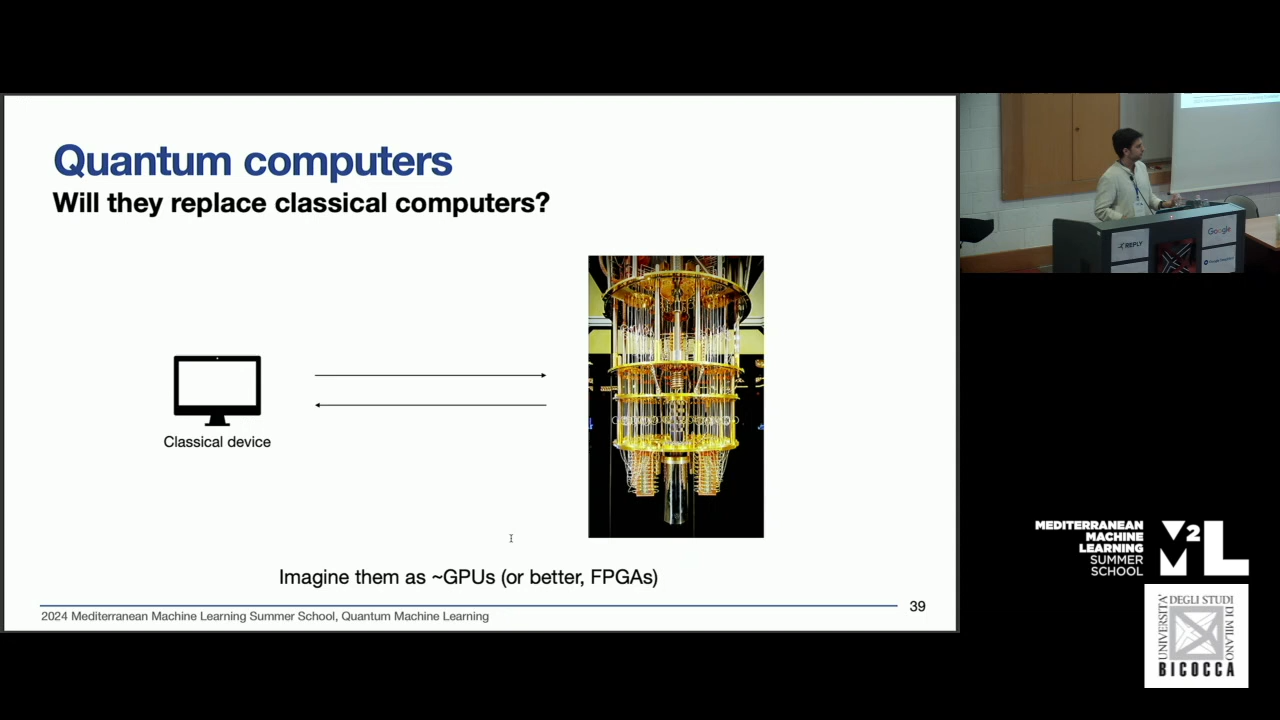 Quantum computers
Will they replace classical computers?
Classical device
Imagine them as ~GPUs (or better, FPGAs)
2024 Mediterranean Machine Learning Summer School, Quantum Machine Learning
39
REPLY
Google
MEDITERRANEAN
MACHINE
LEARNING
SUMMER
SCHOOL
M2L
UNIVERSITÀ
DEGLI STUDI
DI MILANO
BICOCCA